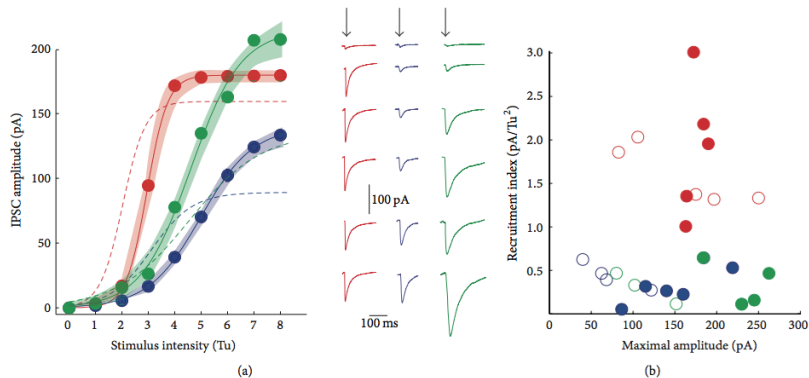 200
150
100
50
0
IPSC amplitude (pA)
0 1 2 3 4 5 6 7 8
Stimulus intensity (Tu)
(a)
100 pA
100 ms
3.0
2.5
2.0
1.5
1.0
0.5
Recruitment index (pA/Tu²)
0 50 100 150 200 250 300
Maximal amplitude (pA)
(b)